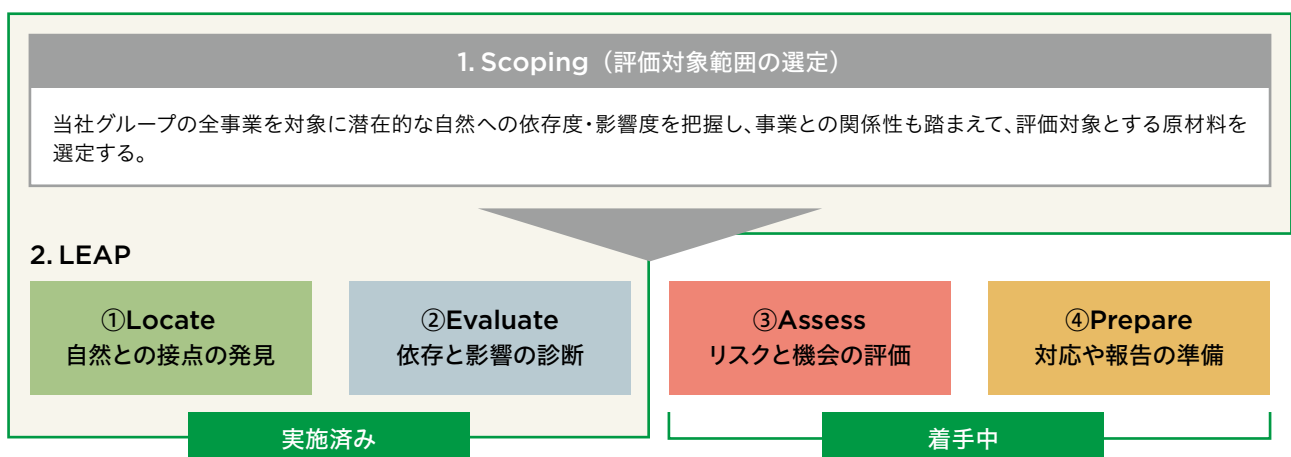 1. Scoping（評価対象範囲の選定）
当社グループの全事業を対象に潜在的な自然への依存度・影響度を把握し、事業との関係性も踏まえて、評価対象とする原材料を
選定する。
2. LEAP
①Locate
自然との接点の発見
②Evaluate
依存と影響の診断
③Assess
リスクと機会の評価
④Prepare
対応や報告の準備
実施済み
着手中